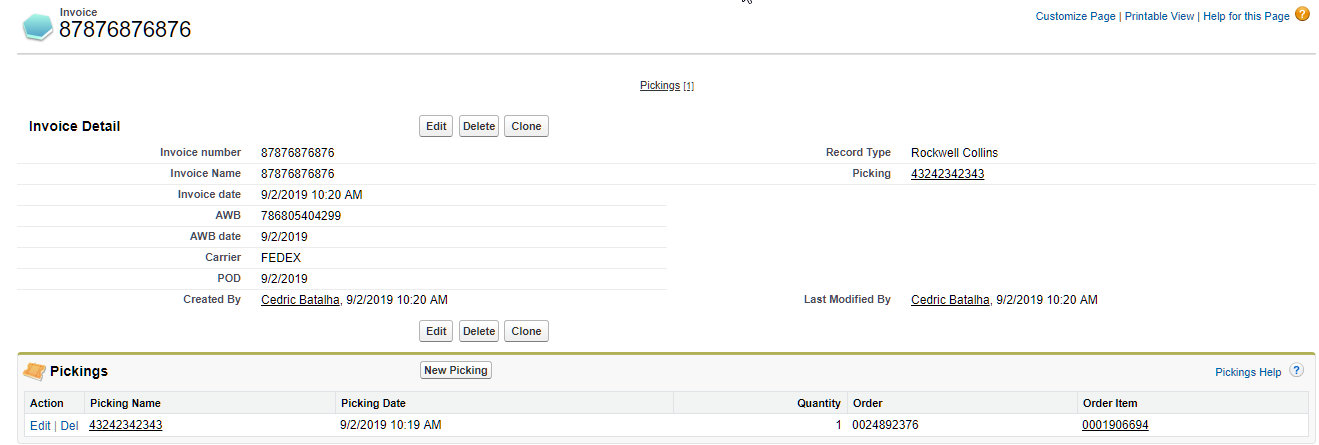 Invoice
87876876876
Customize Page | Printable View | Help for this Page ?
Pickings [1]
Invoice Detail Edit Delete Clone
Invoice number 87876876876 Record Type Rockwell Collins
Invoice Name 87876876876 Picking 43242342343
Invoice date 9/2/2019 10:20 AM
AWB 786805404299
AWB date 9/2/2019
Carrier FEDEX
POD 9/2/2019
Created By Cedric Batalha, 9/2/2019 10:20 AM Last Modified By Cedric Batalha, 9/2/2019 10:20 AM
Edit Delete Clone
Pickings New Picking Pickings Help ?
Action Picking Name Picking Date Quantity Order Order Item
Edit | Del 43242342343 9/2/2019 10:19 AM 1 0024892376 0001906694